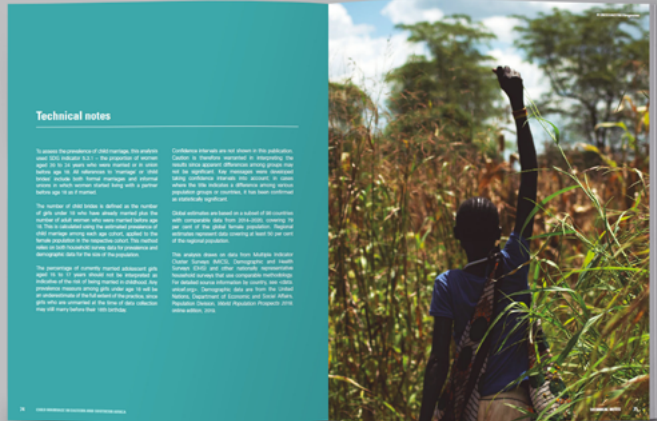 Technical notes
To assess the prevalence of child marriage, this analysis
used SDG indicator 5.3.1 – the proportion of women
aged 20 to 24 years who were married or in union
before age 18. All references to 'marriage' or 'child
brides' include both formal marriages and informal
unions in which women started living with a partner
before age 18 as if married.
The number of child brides is defined as the number
of girls under 18 who have already married plus the
number of adult women who were married before age
18. This is calculated using the estimated prevalence of
child marriage among each age cohort, applied to the
female population in the respective cohort. This method
relies on both household survey data for prevalence and
demographic data for the size of the population.
The percentage of currently married adolescent girls
aged 15 to 17 years should not be interpreted as
indicative of the risk of being married in childhood. Any
prevalence measure among girls under age 18 will be
an underestimate of the full extent of the practice, since
girls who are unmarried at the time of data collection
may still marry before their 18th birthday.
Confidence intervals are not shown in this publication.
Caution is therefore warranted in interpreting the
results since apparent differences among groups may
not be significant. Key messages were developed
taking confidence intervals into account; in cases
where the title indicates a difference among various
population groups or countries, it has been confirmed
as statistically significant.
Global estimates are based on a subset of 98 countries
with comparable data from 2014-2020, covering
per cent of the global female population. Regional
estimates represent data covering at least 50 per cent
of the regional population.
This analysis draws on data from Multiple Indicator
Cluster Surveys (MICS), Demographic and Health
Surveys (DHS) and other nationally representative
household surveys that use comparable methodology.
For detailed source information by country, see <data.
unicef.org>. Demographic data are from the United
Nations, Department of Economic and Social Affairs,
Population Division, World Population Prospects 2019,
online edition, 2019.
TECHNICAL NOTES